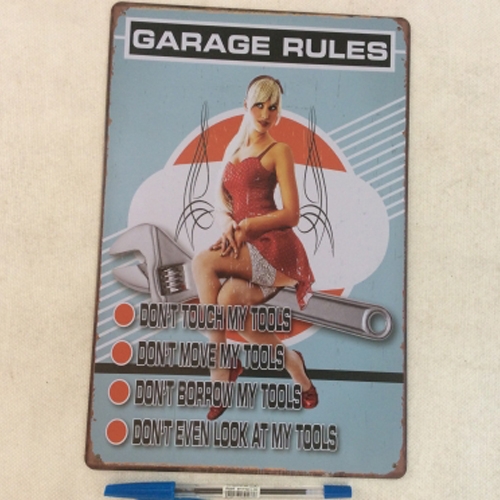 GARAGE RULES
DON'T TOUCH MY TOOLS
DON'T MOVE MY TOOLS
DON'T BORROW MY TOOLS
DON'T EVEN LOOK AT MY TOOLS